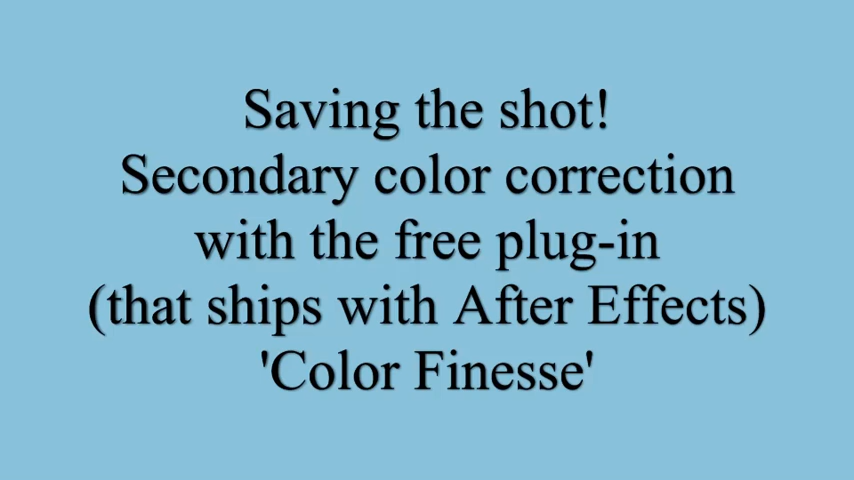 Saving the shot!
Secondary color correction
with the free plug-in
(that ships with After Effects)
'Color Finesse'